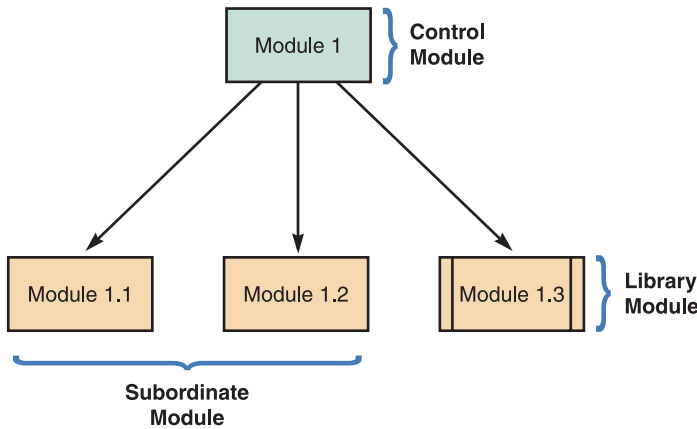 Module 1
Control
Module
Module 1.1
Module 1.2
Module 1.3
Library
Module
Subordinate
Module